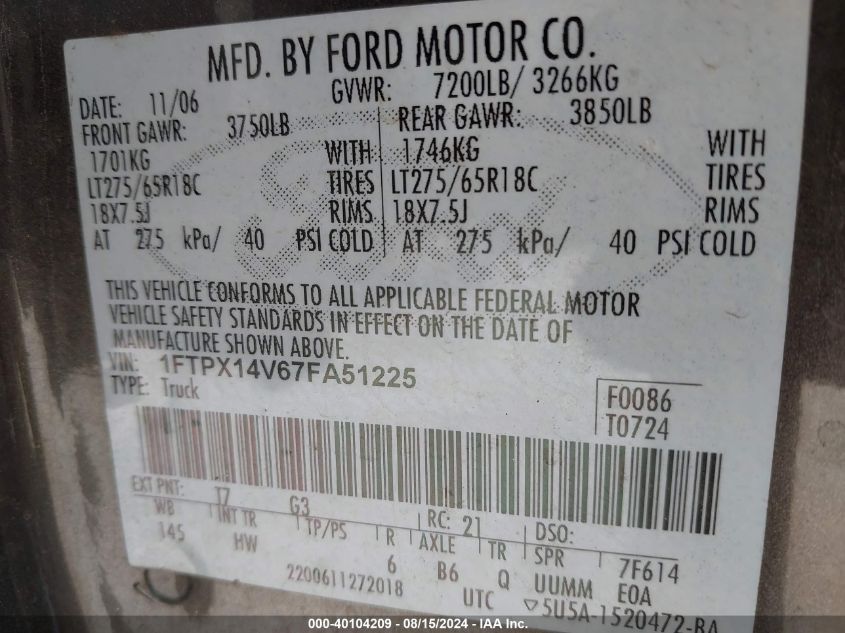 MFD. BY FORD MOTOR CO.
DATE: 11/06 GVWR: 7200LB/ 3266KG
FRONT GAWR: 3750LB REAR GAWR: 3850LB
1701KG WITH 1746KG WITH
LT275/65R18C TIRES LT275/65R18C TIRES
18X7.5J RIMS 18X7.5J RIMS
AT 275 kPa/ 40 PSI COLD AT 275 kPa/ 40 PSI COLD
THIS VEHICLE CONFORMS TO ALL APPLICABLE FEDERAL MOTOR
VEHICLE SAFETY STANDARDS IN EFFECT ON THE DATE OF
MANUFACTURE SHOWN ABOVE.
VIN: 1FTPX14V67FA51225
TYPE: Truck
F0086
T0724
EXT PNT: T7 G3 RC: 21 DSO:
WB INT TR TP/PS R AXLE TR SPR 7F614
145 HW 6 B6 Q UUMM E0A
2200611272018 UTC ▽5U5A-1520472-BA
000-40104209 - 08/15/2024 - IAA Inc.